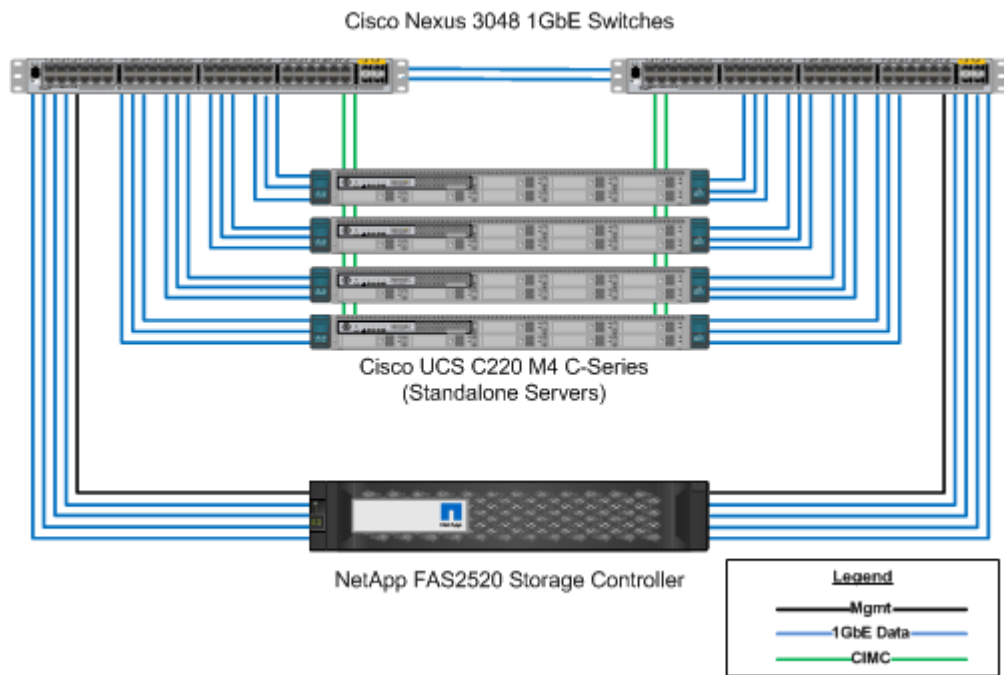 Cisco Nexus 3048 1GbE Switches
Cisco UCS C220 M4 C-Series
(Standalone Servers)
NetApp
NetApp FAS2520 Storage Controller
Legend
Mgmt
1GbE Data
CIMC